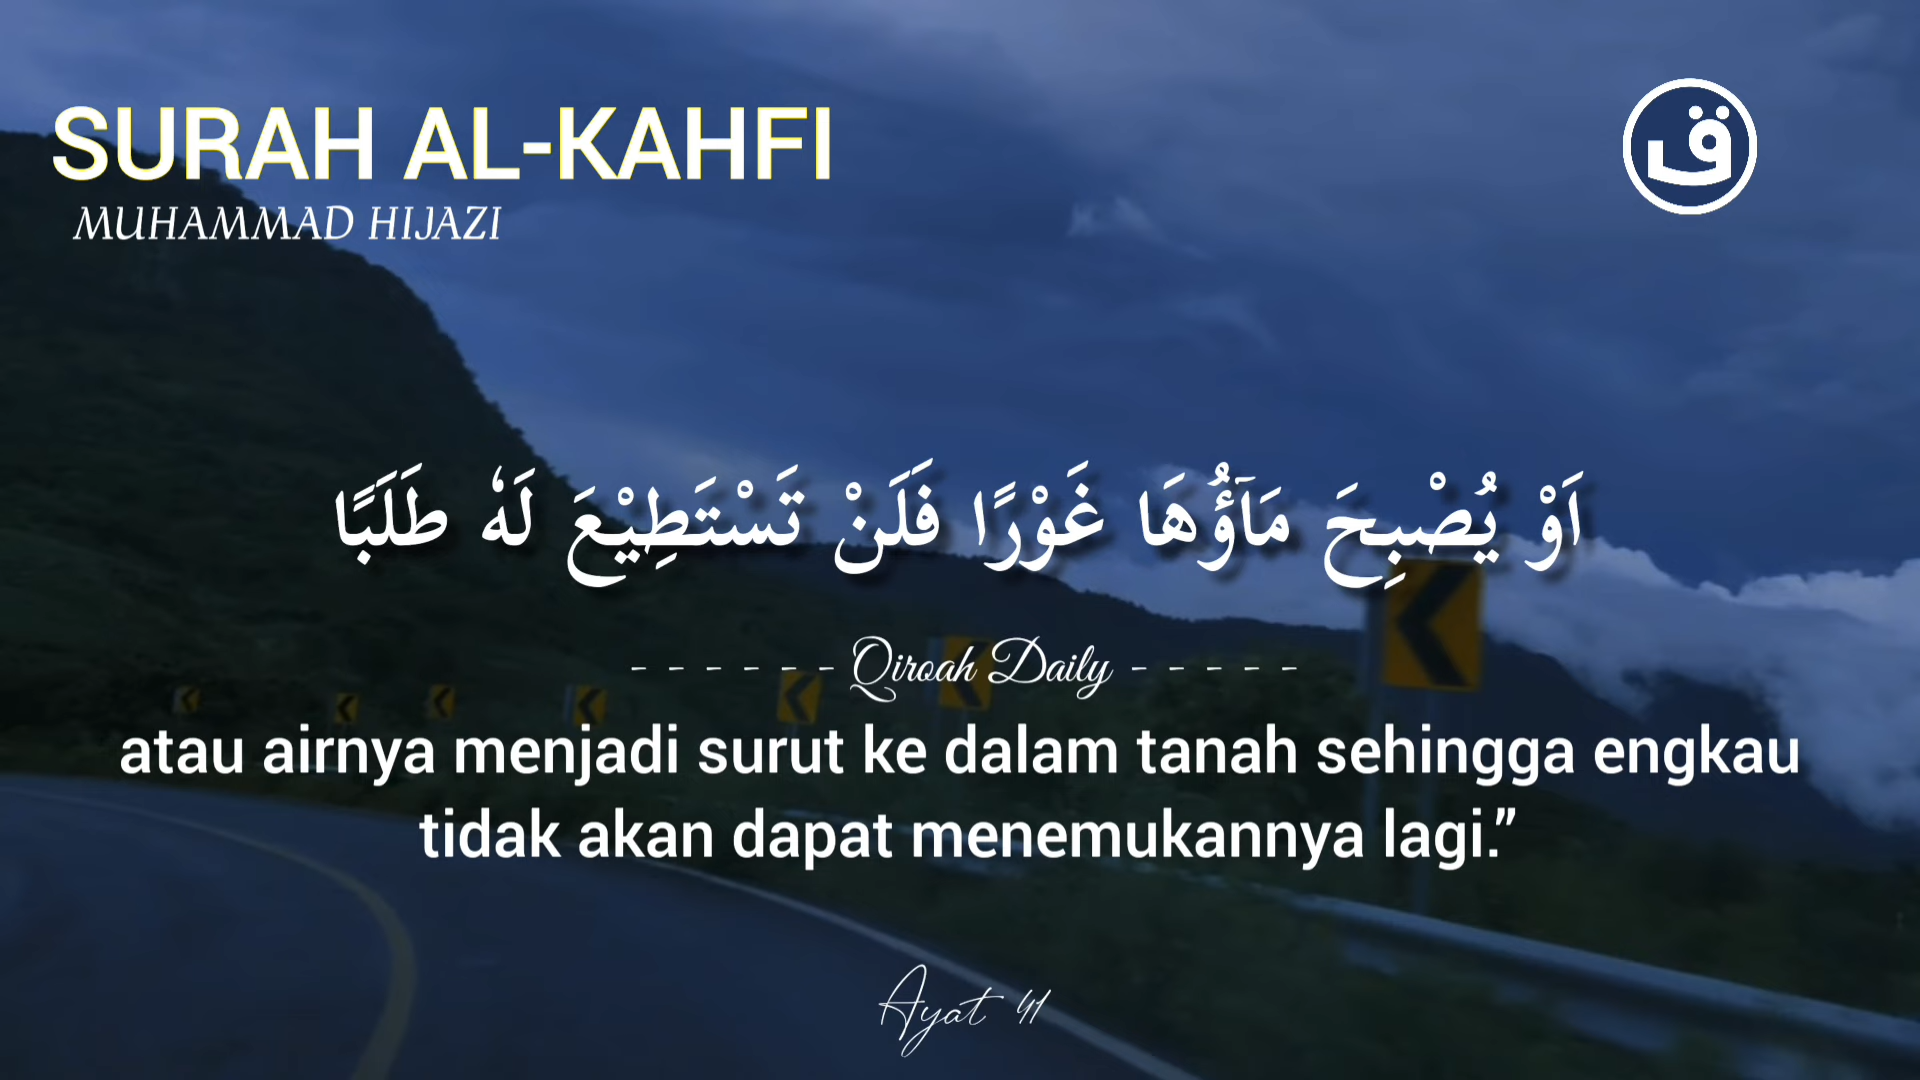 SURAH AL-KAHFI
MUHAMMAD HIJAZI
ق
اَوْ يُصْبِحَ مَاۤؤُهَا غَوْرًا فَلَنْ تَسْتَطِيْعَ لَهٗ طَلَبًا
- - - - - - Qiroah Daily - - - - -
atau airnya menjadi surut ke dalam tanah sehingga engkau
tidak akan dapat menemukannya lagi.”
Ayat 41